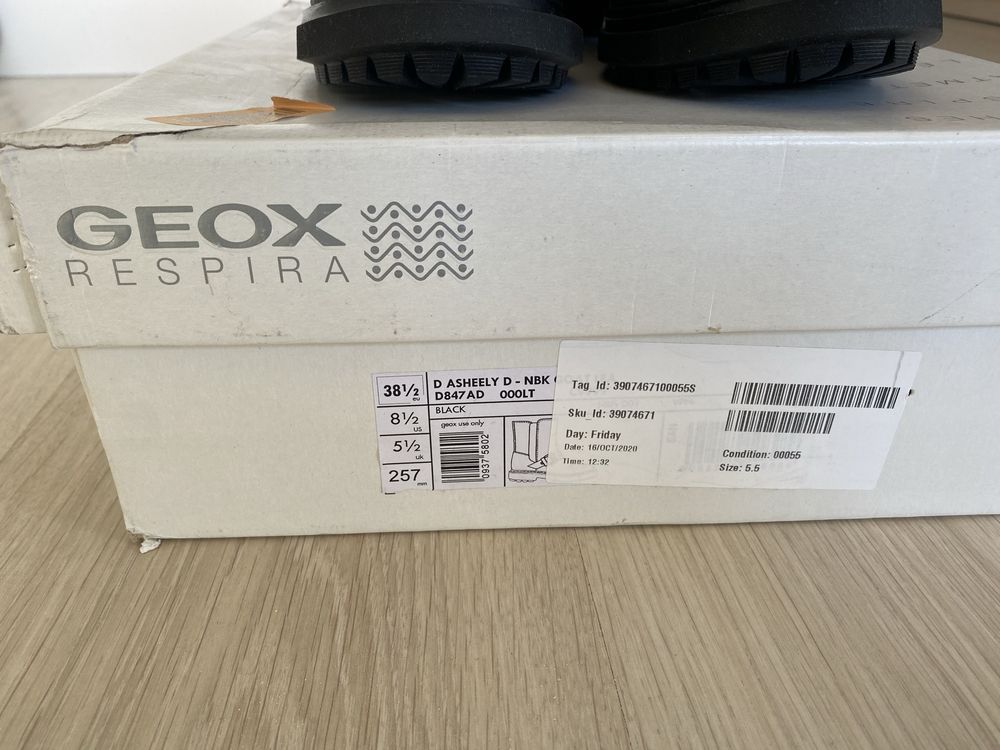 GEOX
RESPIRA
38½ eu
8½ us
5½ uk
257 mm
D ASHEELY D - NBK
D847AD 000LT
BLACK
geox use only
0937 5802
Tag_Id: 3907467100055S
Sku_Id: 39074671
Day: Friday
Date: 16/OCT/2020
Time: 12:32
Condition: 00055
Size: 5.5